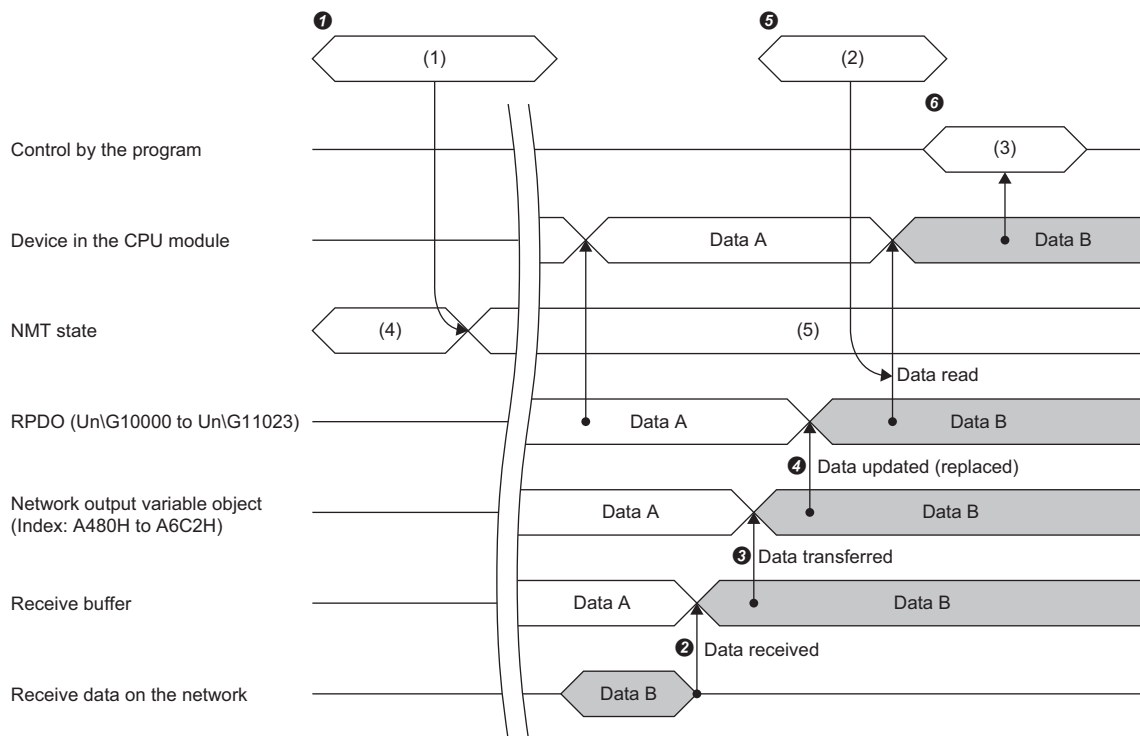 ❶
❺
(1)
(2)
❻
Control by the program
(3)
Device in the CPU module
Data A
Data B
NMT state
(4)
(5)
Data read
RPDO (Un\G10000 to Un\G11023)
Data A
Data B
❹ Data updated (replaced)
Network output variable object
(Index: A480H to A6C2H)
Data A
Data B
❸ Data transferred
Receive buffer
Data A
Data B
❷ Data received
Receive data on the network
Data B